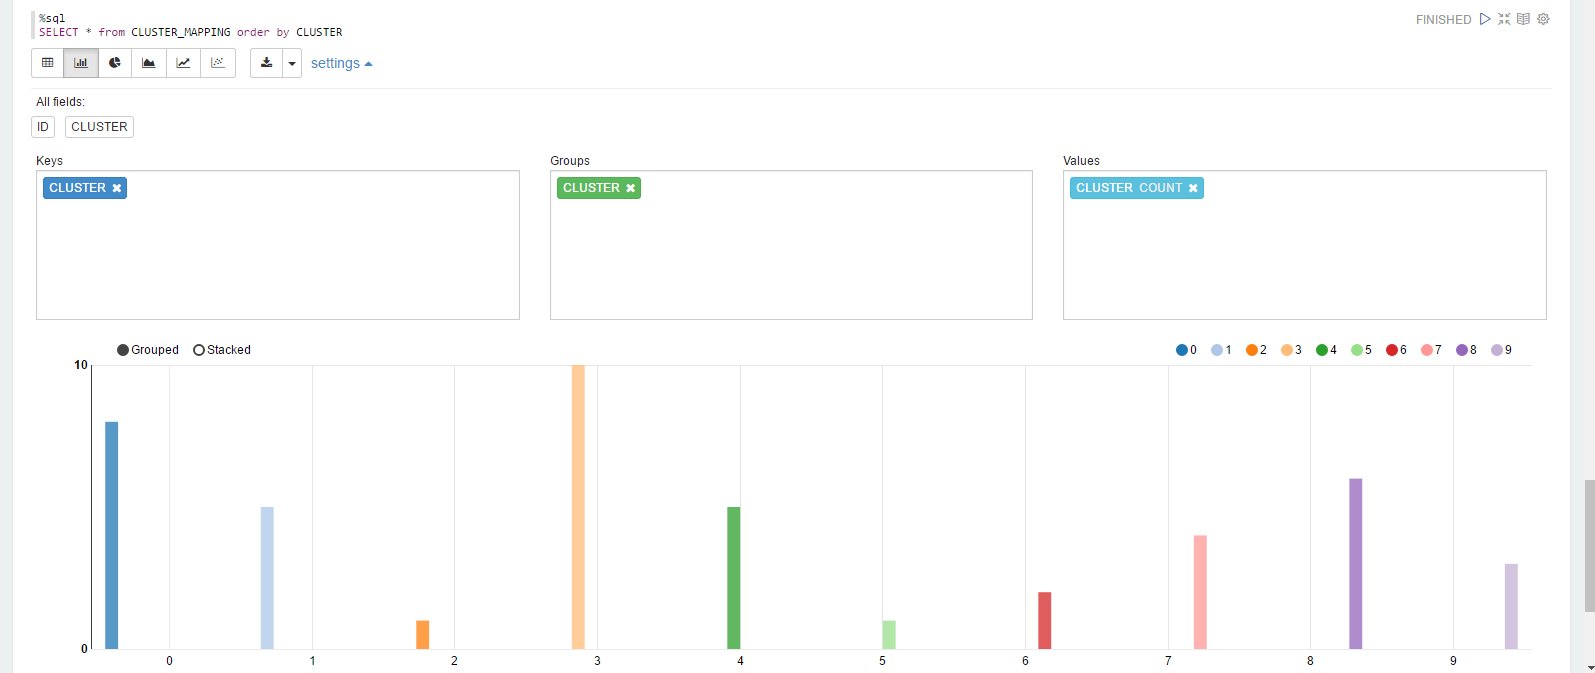 %sql
FINISHED
SELECT * from CLUSTER_MAPPING order by CLUSTER
settings
All fields:
ID CLUSTER
Keys Groups Values
CLUSTER CLUSTER CLUSTER COUNT
Grouped Stacked 0 1 2 3 4 5 6 7 8 9
10
0
0 1 2 3 4 5 6 7 8 9